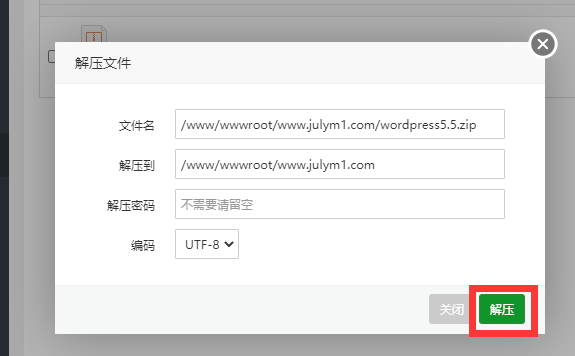 解压文件
文件名 /www/wwwroot/www.julym1.com/wordpress5.5.zip
解压到 /www/wwwroot/www.julym1.com
解压密码 不需要请留空
编码 UTF-8
关闭 解压